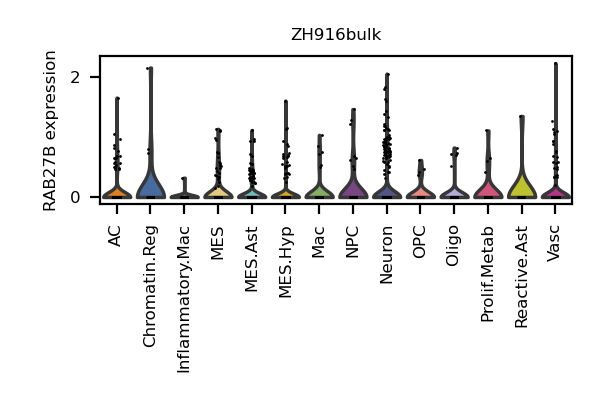 ZH916bulk
RAB27B expression
2
0
AC
Chromatin.Reg
Inflammatory.Mac
MES
MES.Ast
MES.Hyp
Mac
NPC
Neuron
OPC
Oligo
Prolif.Metab
Reactive.Ast
Vasc